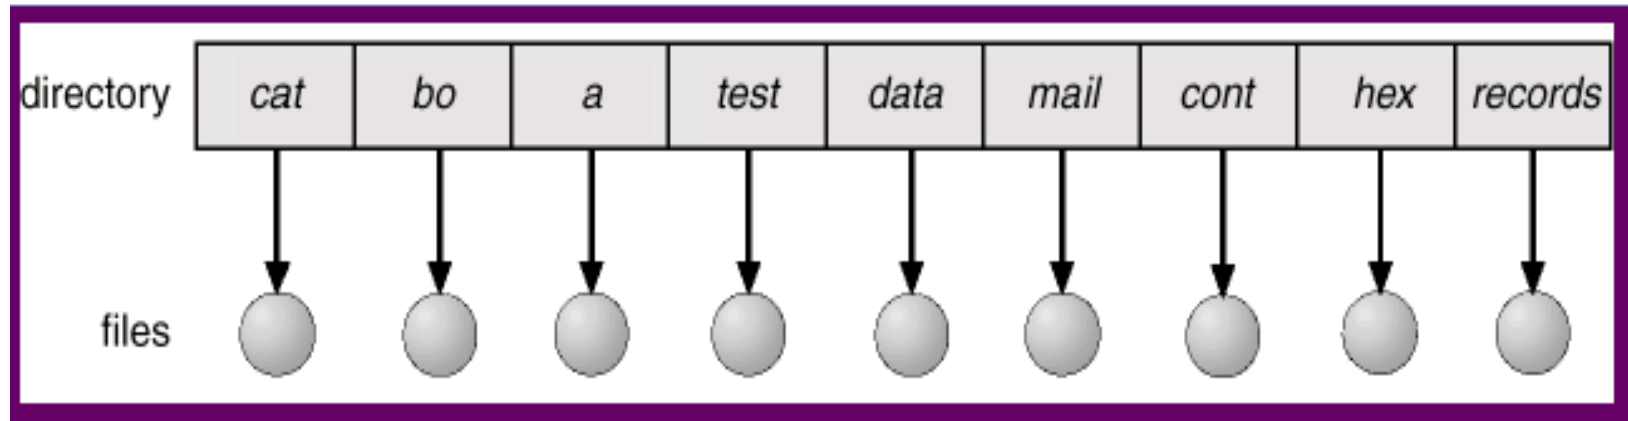 directory cat bo a test data mail cont hex records
files